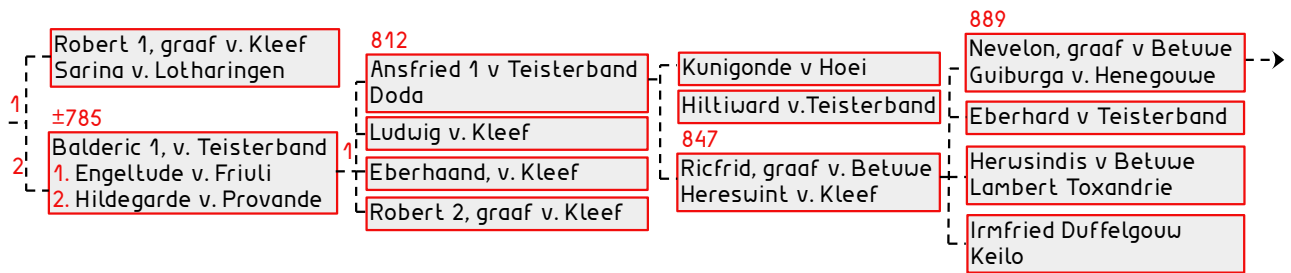 1
2
Robert 1, graaf v. Kleef
Sarina v. Lotharingen
±785
Balderic 1, v. Teisterband
1. Engeltude v. Friuli
2. Hildegarde v. Provande
1
812
Ansfried 1 v Teisterband
Doda
Ludwig v. Kleef
Eberhaand, v. Kleef
Robert 2, graaf v. Kleef
Kunigonde v Hoei
Hiltiward v.Teisterband
847
Ricfrid, graaf v. Betuwe
Hereswint v. Kleef
889
Nevelon, graaf v Betuwe
Guiburga v. Henegouwe
Eberhard v Teisterband
Herwsindis v Betuwe
Lambert Toxandrie
Irmfried Duffelgouw
Keilo